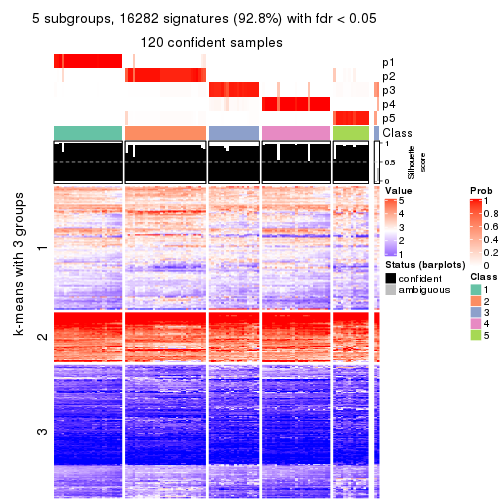 5 subgroups, 16282 signatures (92.8%) with fdr < 0.05
120 confident samples
p1
p2
p3
p4
p5
Class
1
0.5
0
Silhouette
score
k-means with 3 groups
1
2
3
Value
5
4
3
2
1
Status (barplots)
confident
ambiguous
Prob
1
0.8
0.6
0.4
0.2
0
Class
1
2
3
4
5